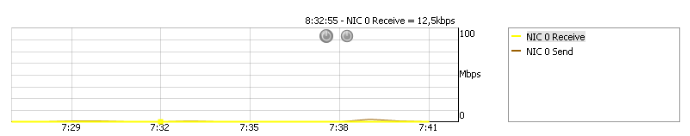 8:32:55 - NIC 0 Receive = 12,5kbps
100
Mbps
0
7:29 7:32 7:35 7:38 7:41
NIC 0 Receive
NIC 0 Send